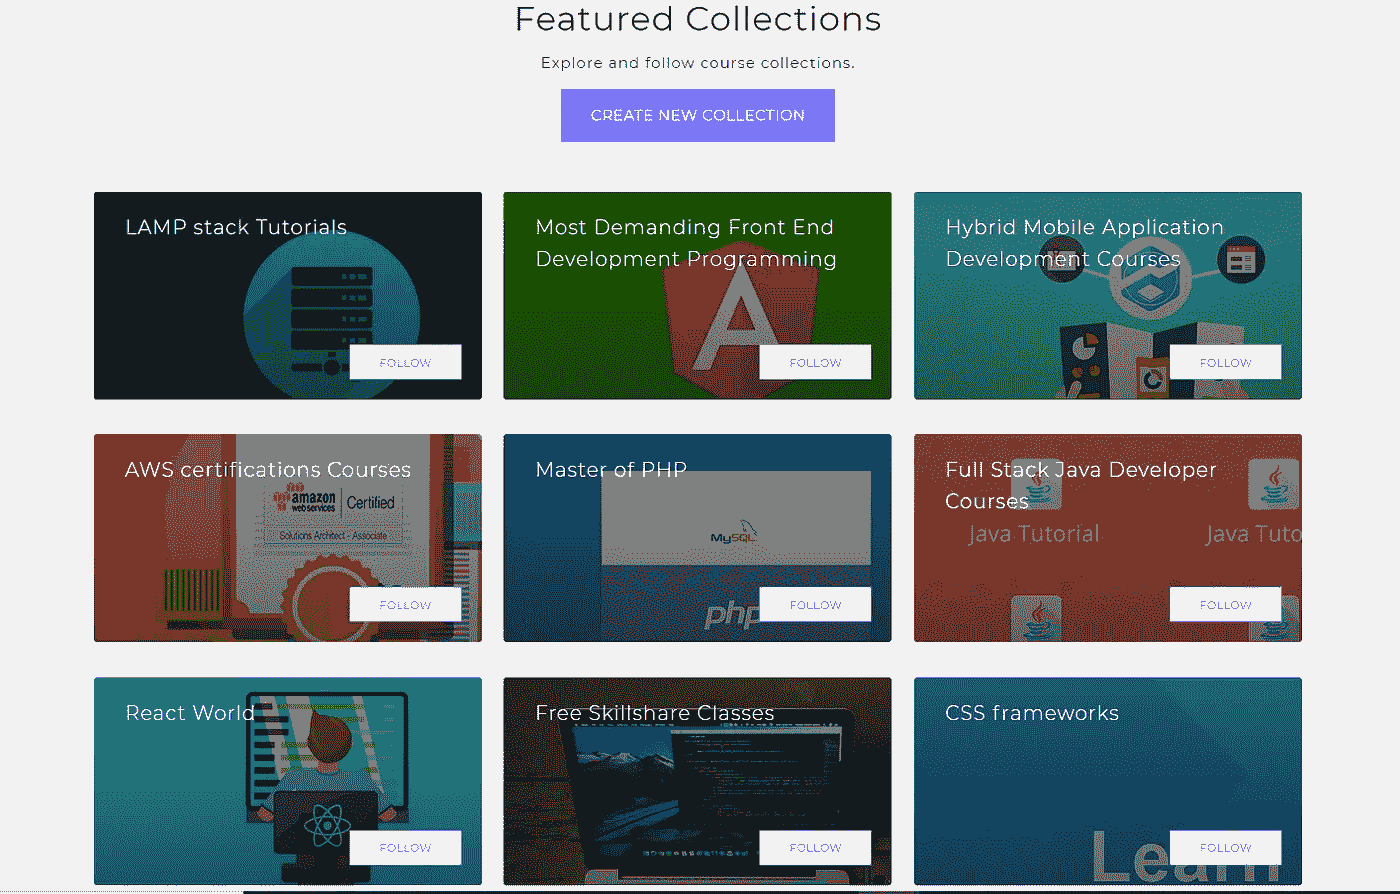 Featured Collections
Explore and follow course collections.
CREATE NEW COLLECTION
LAMP stack Tutorials
FOLLOW
Most Demanding Front End
Development Programming
FOLLOW
Hybrid Mobile Application
Development Courses
FOLLOW
AWS certifications Courses
amazon
web services
Certified
Solutions Architect - Associate
FOLLOW
Master of PHP
MySQL
php
FOLLOW
Full Stack Java Developer
Courses
Java Tutorial
Java Tuto
FOLLOW
React World
FOLLOW
Free Skillshare Classes
FOLLOW
CSS frameworks
Learn
FOLLOW